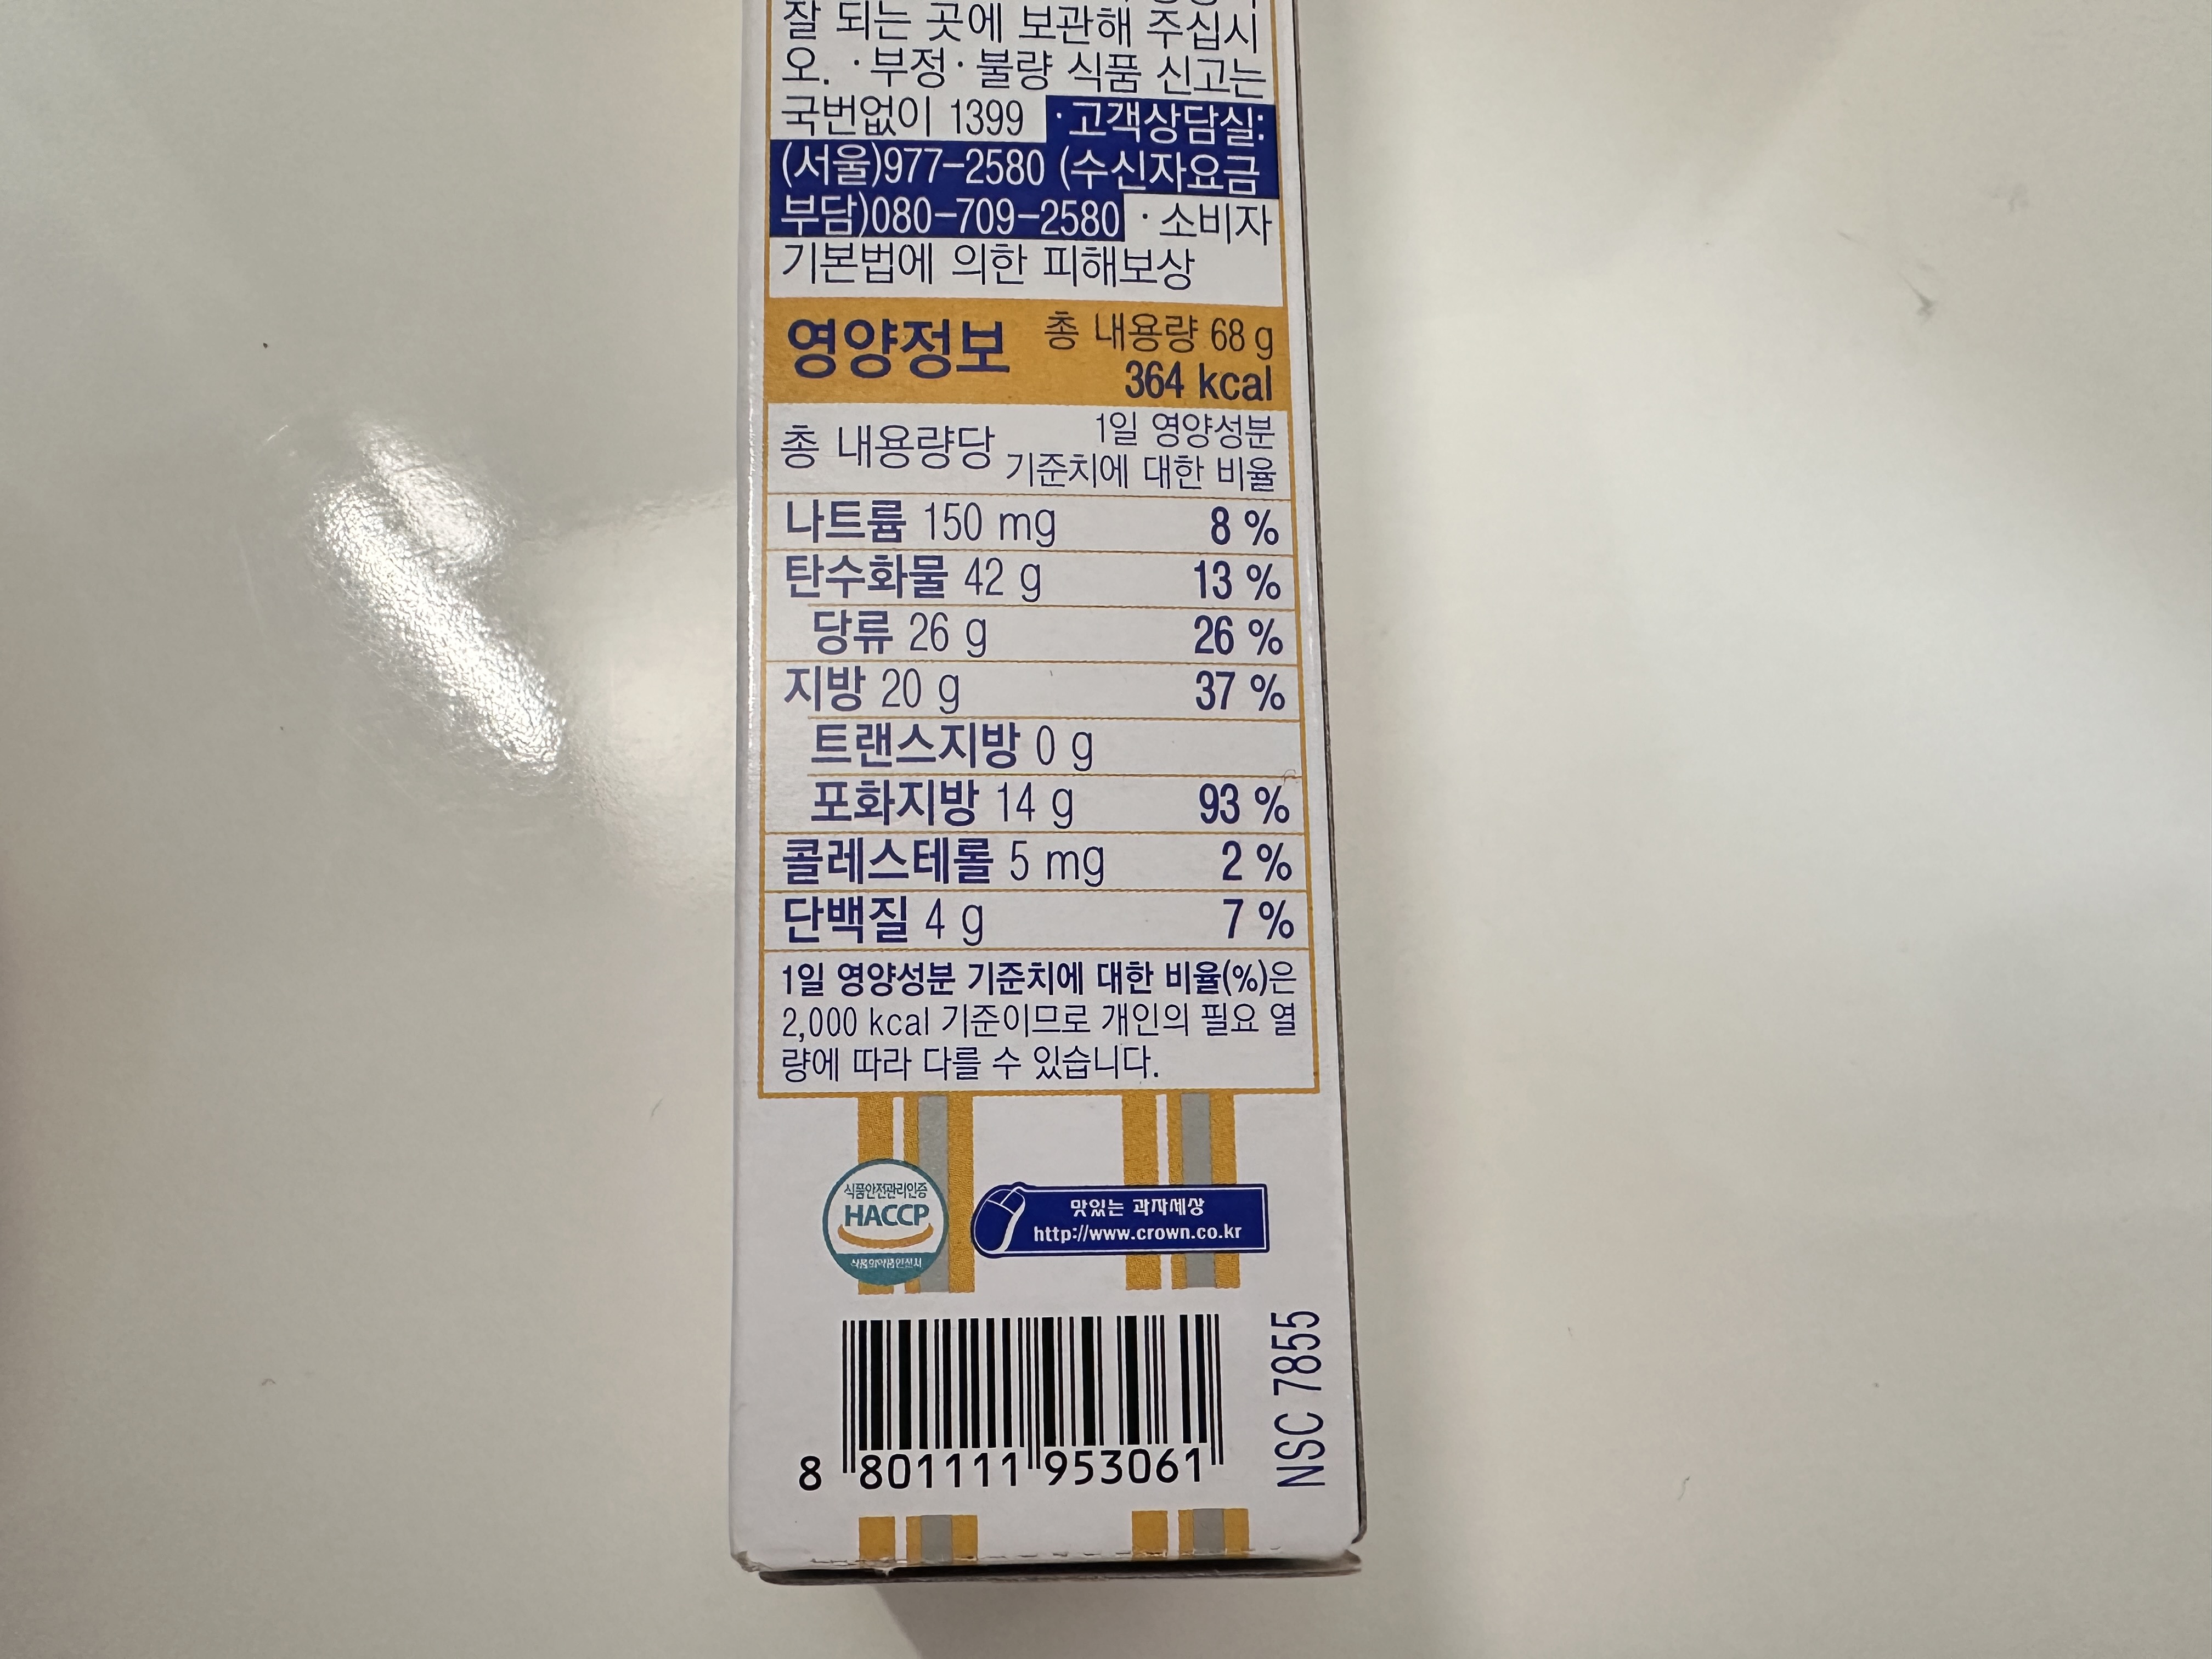 잘 되는 곳에 보관해 주십시
오. ·부정·불량 식품 신고는
국번없이 1399 ·고객상담실:
(서울)977-2580 (수신자요금
부담)080-709-2580 ·소비자
기본법에 의한 피해보상
영양정보 총 내용량 68 g
364 kcal
총 내용량당 1일 영양성분
기준치에 대한 비율
나트륨 150 mg 8 %
탄수화물 42 g 13 %
당류 26 g 26 %
지방 20 g 37 %
트랜스지방 0 g
포화지방 14 g 93 %
콜레스테롤 5 mg 2 %
단백질 4 g 7 %
1일 영양성분 기준치에 대한 비율(%)은
2,000 kcal 기준이므로 개인의 필요 열
량에 따라 다를 수 있습니다.
식품안전관리인증
HACCP
식품의약품안전처
맛있는 과자세상
http://www.crown.co.kr
8 801111 953061
NSC 7855